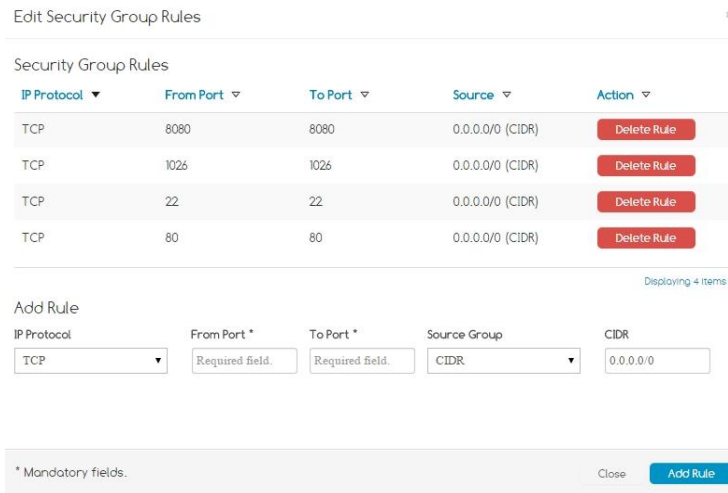 Edit Security Group Rules
Security Group Rules
IP Protocol ▼ From Port ▽ To Port ▽ Source ▽ Action ▽
TCP 8080 8080 0.0.0.0/0 (CIDR) Delete Rule
TCP 1026 1026 0.0.0.0/0 (CIDR) Delete Rule
TCP 22 22 0.0.0.0/0 (CIDR) Delete Rule
TCP 80 80 0.0.0.0/0 (CIDR) Delete Rule
Displaying 4 items
Add Rule
IP Protocol From Port * To Port * Source Group CIDR
TCP Required field. Required field. CIDR 0.0.0.0/0
* Mandatory fields. Close Add Rule